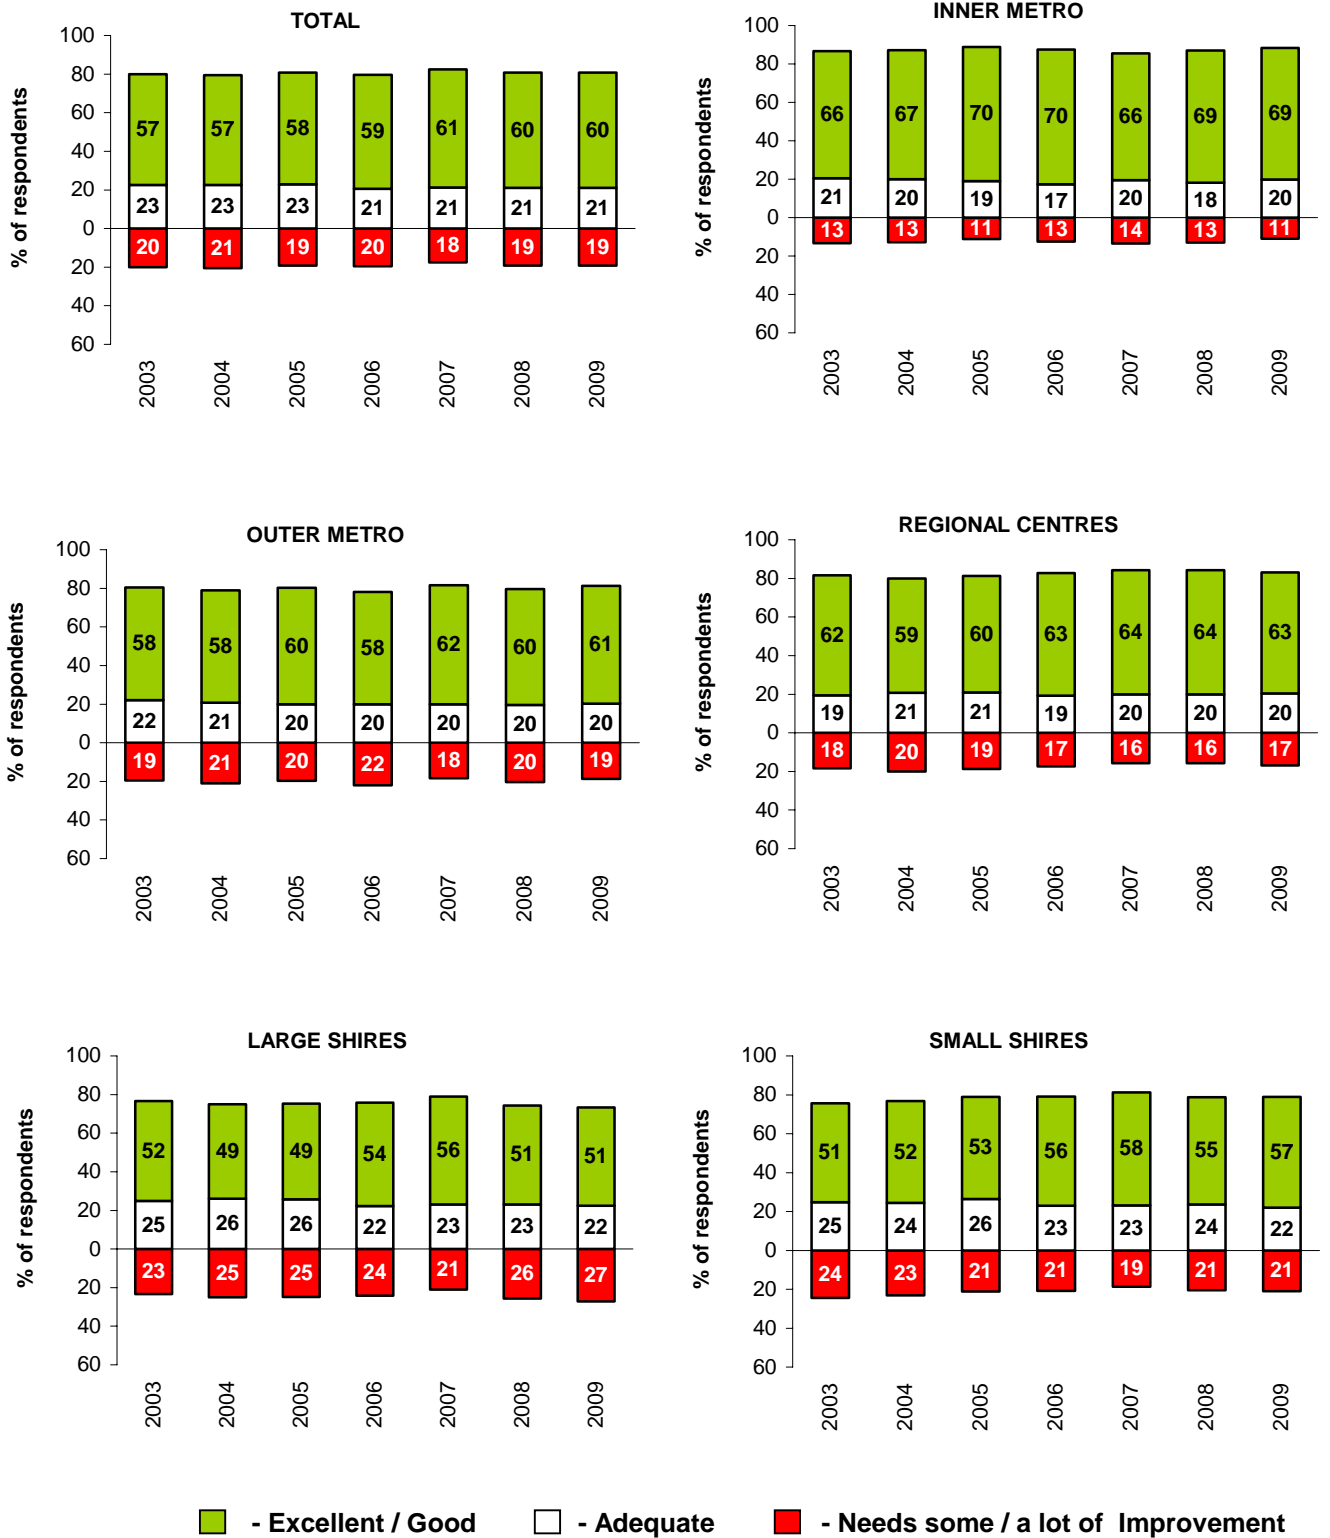 TOTAL
% of respondents
100
80
60
40
20
0
20
40
60
57 57 58 59 61 60 60
23 23 23 21 21 21 21
20 21 19 20 18 19 19
2003 2004 2005 2006 2007 2008 2009
INNER METRO
% of respondents
100
80
60
40
20
0
20
40
60
66 67 70 70 66 69 69
21 20 19 17 20 18 20
13 13 11 13 14 13 11
2003 2004 2005 2006 2007 2008 2009
OUTER METRO
% of respondents
100
80
60
40
20
0
20
40
60
58 58 60 58 62 60 61
22 21 20 20 20 20 20
19 21 20 22 18 20 19
2003 2004 2005 2006 2007 2008 2009
REGIONAL CENTRES
% of respondents
100
80
60
40
20
0
20
40
60
62 59 60 63 64 64 63
19 21 21 19 20 20 20
18 20 19 17 16 16 17
2003 2004 2005 2006 2007 2008 2009
LARGE SHIRES
% of respondents
100
80
60
40
20
0
20
40
60
52 49 49 54 56 51 51
25 26 26 22 23 23 22
23 25 25 24 21 26 27
2003 2004 2005 2006 2007 2008 2009
SMALL SHIRES
% of respondents
100
80
60
40
20
0
20
40
60
51 52 53 56 58 55 57
25 24 26 23 23 24 22
24 23 21 21 19 21 21
2003 2004 2005 2006 2007 2008 2009
- Excellent / Good - Adequate - Needs some / a lot of Improvement